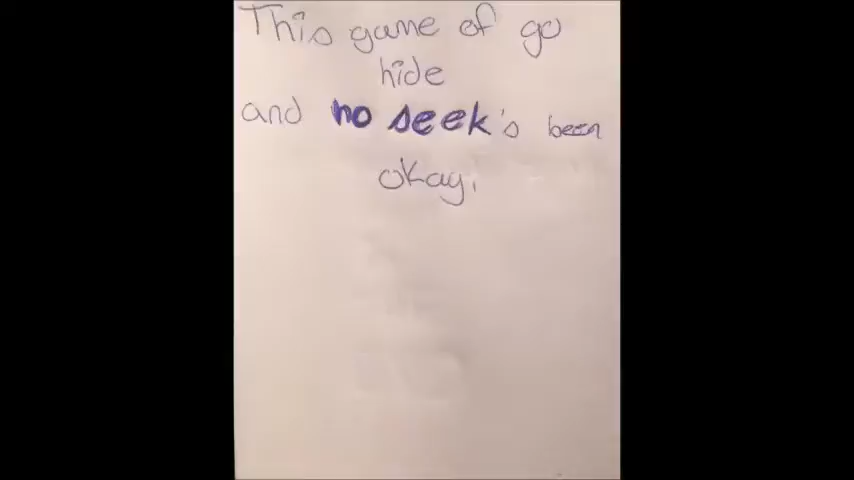 This game of go
hide
and no seek's been
okay,